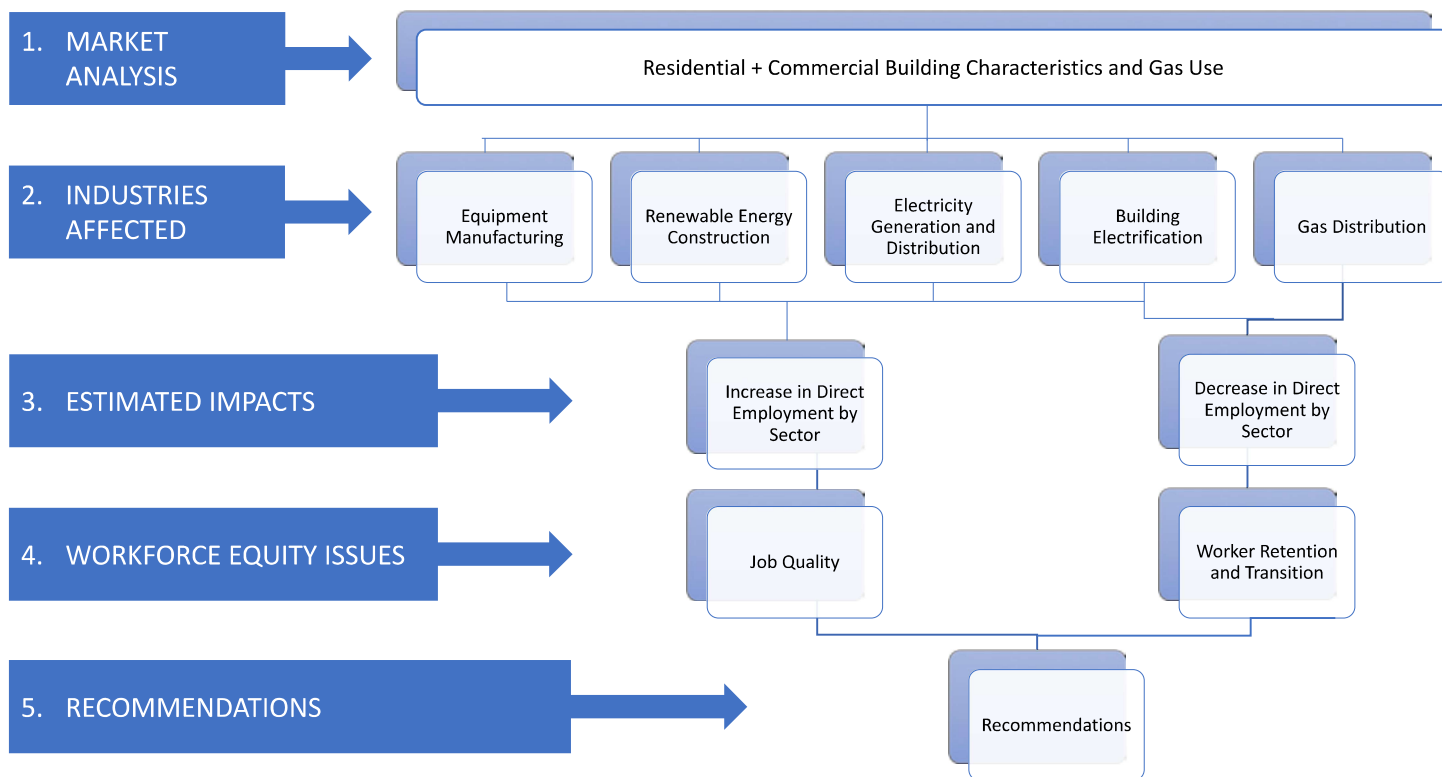 1. MARKET
ANALYSIS
Residential + Commercial Building Characteristics and Gas Use
2. INDUSTRIES
AFFECTED
Equipment
Manufacturing
Renewable Energy
Construction
Electricity
Generation and
Distribution
Building
Electrification
Gas Distribution
3. ESTIMATED IMPACTS
Increase in Direct
Employment by
Sector
Decrease in Direct
Employment by
Sector
4. WORKFORCE EQUITY ISSUES
Job Quality
Worker Retention
and Transition
5. RECOMMENDATIONS
Recommendations